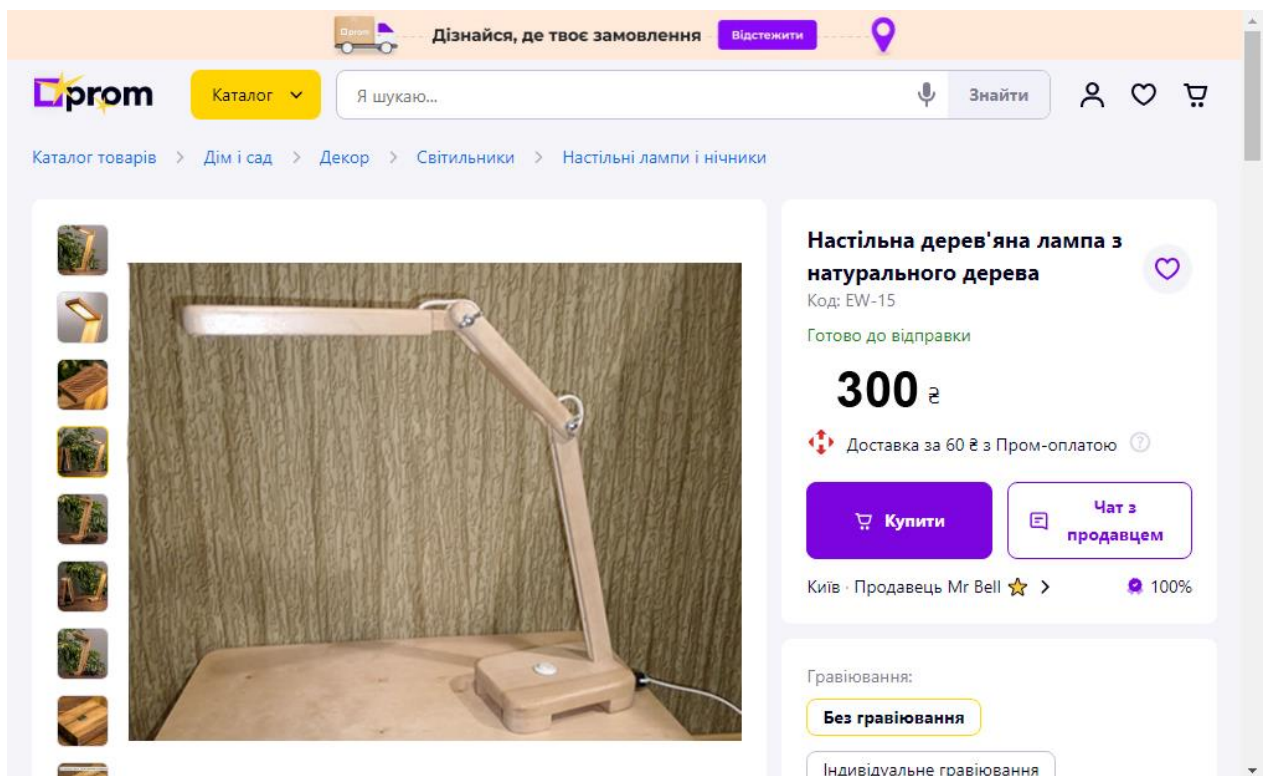 prom
Дізнайся, де твоє замовлення
Відстежити
prom
Каталог
Я шукаю...
Знайти
Каталог товарів > Дім і сад > Декор > Світильники > Настільні лампи і нічники
Настільна дерев'яна лампа з
натурального дерева
Код: EW-15
Готово до відправки
300 ₴
Доставка за 60 ₴ з Пром-оплатою ?
Купити
Чат з
продавцем
Київ · Продавець Mr Bell
100%
Гравіювання:
Без гравіювання
Індивідуальне гравіювання